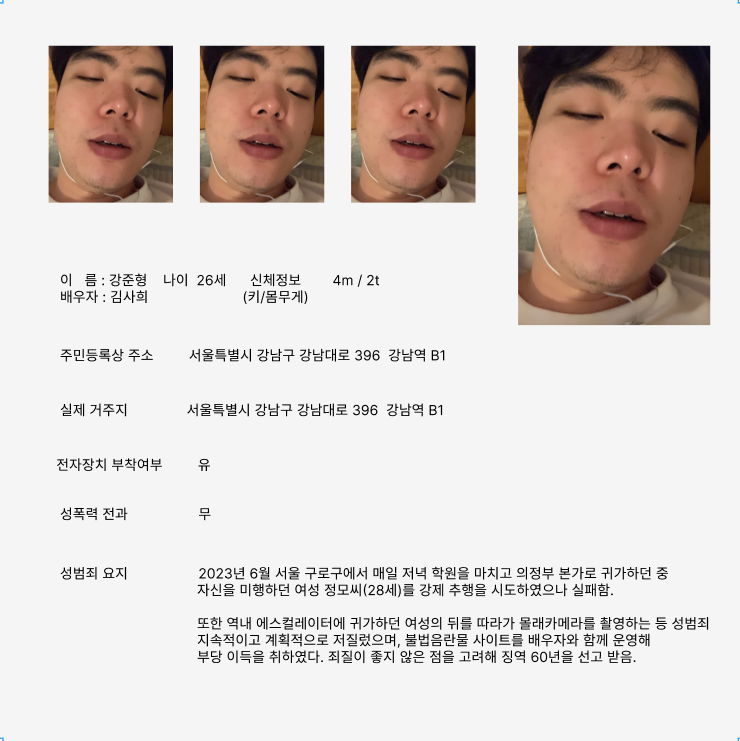 이 름 : 강준형 나이 26세 신체정보 4m / 2t
배우자 : 김사희 (키/몸무게)
주민등록상 주소 서울특별시 강남구 강남대로 396 강남역 B1
실제 거주지 서울특별시 강남구 강남대로 396 강남역 B1
전자장치 부착여부 유
성폭력 전과 무
성범죄 요지 2023년 6월 서울 구로구에서 매일 저녁 학원을 마치고 의정부 본가로 귀가하던 중
자신을 미행하던 여성 정모씨(28세)를 강제 추행을 시도하였으나 실패함.
또한 역내 에스컬레이터에 귀가하던 여성의 뒤를 따라가 몰래카메라를 촬영하는 등 성범죄
지속적이고 계획적으로 저질렀으며, 불법음란물 사이트를 배우자와 함께 운영해
부당 이득을 취하였다. 죄질이 좋지 않은 점을 고려해 징역 60년을 선고 받음.